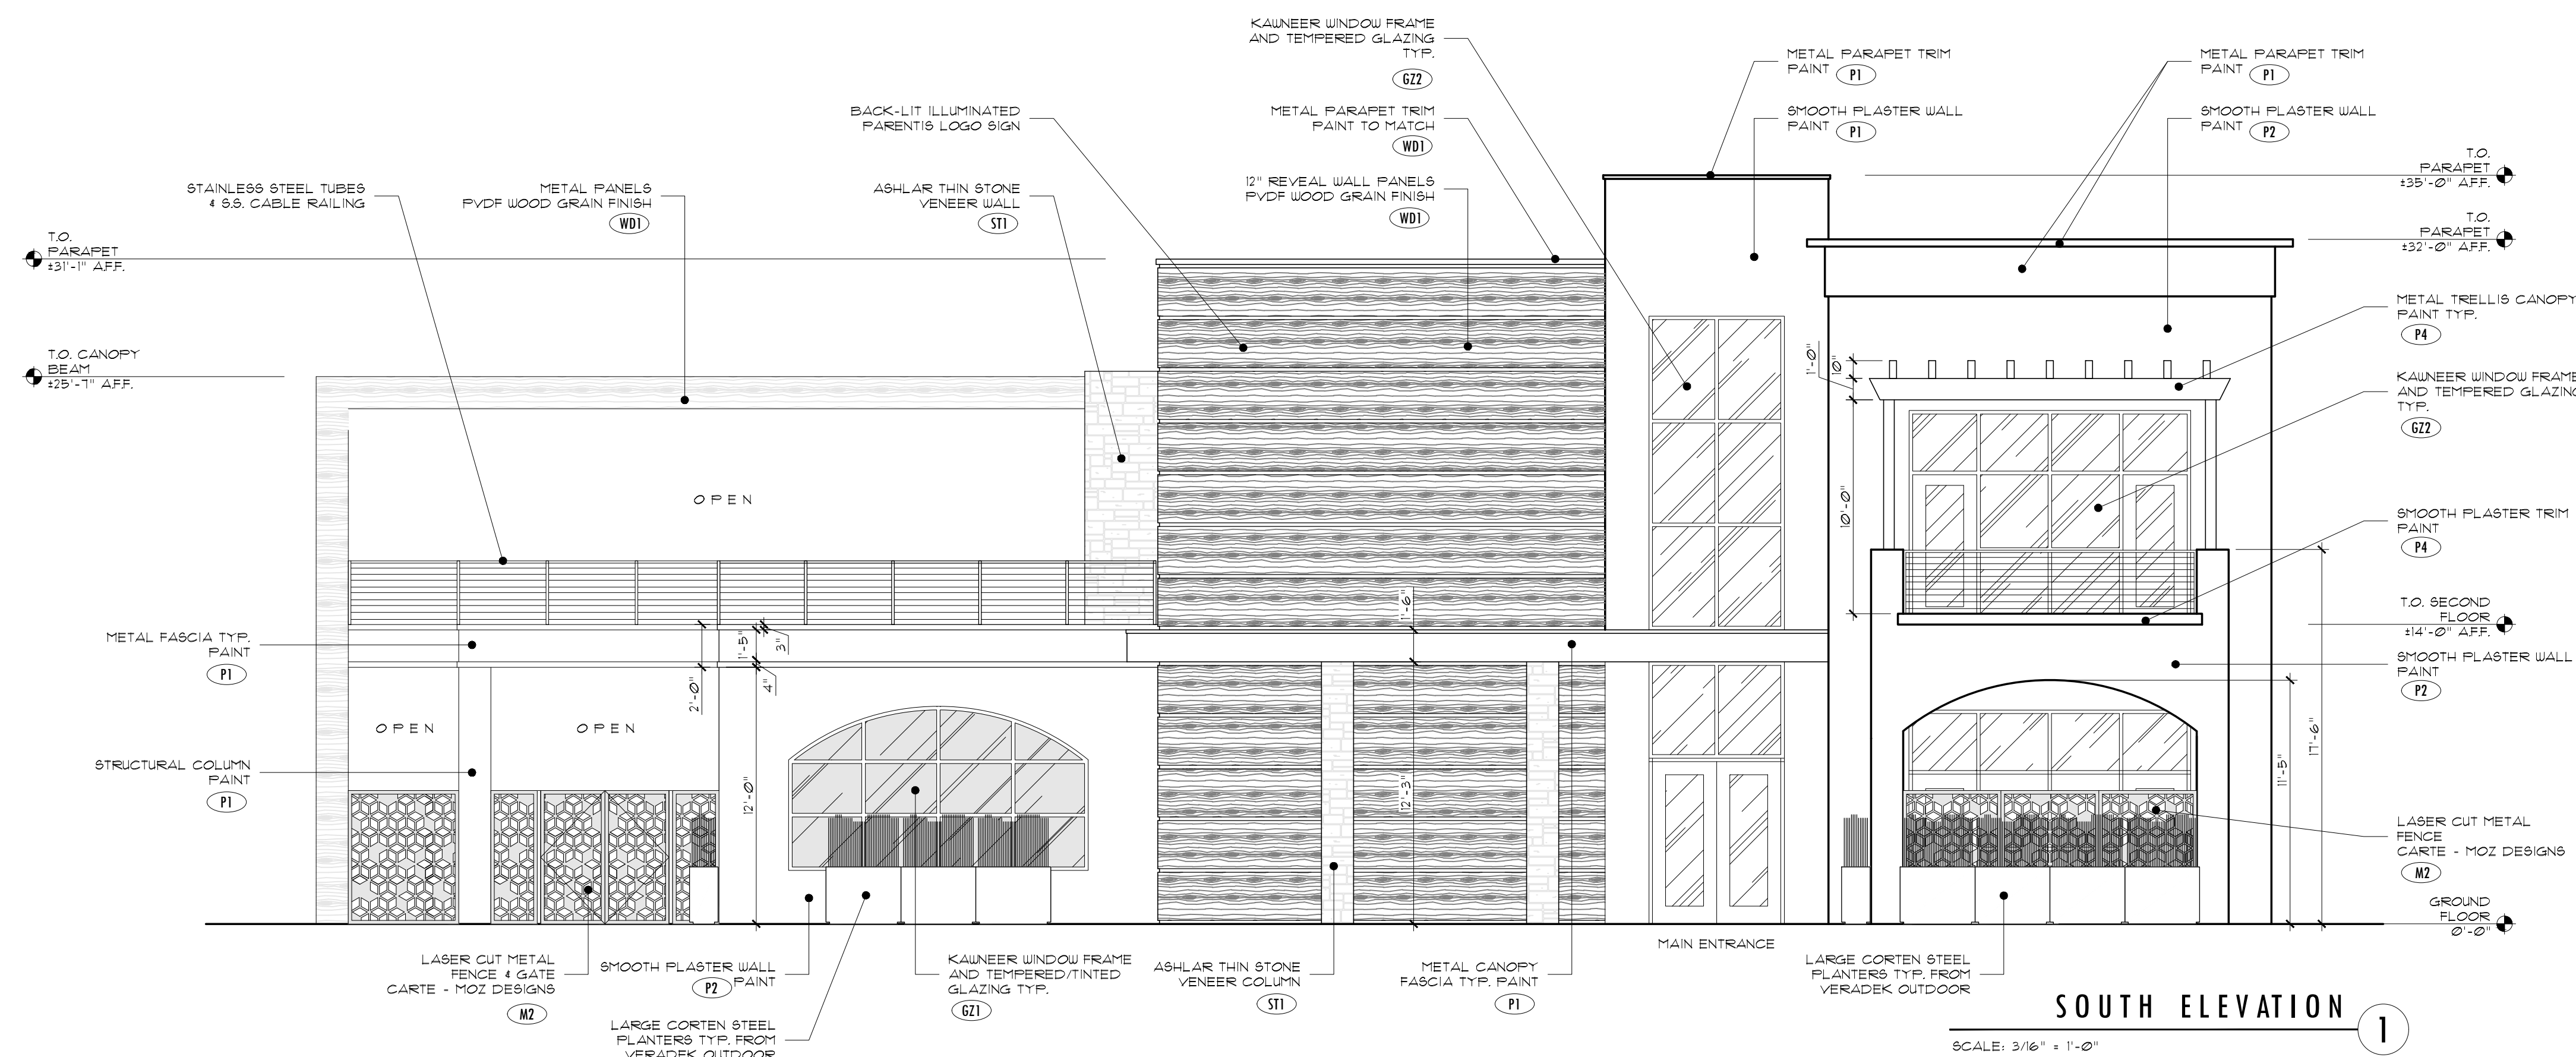 KAWNEER WINDOW FRAME
AND TEMPERED GLAZING
TYP.
GZ2
METAL PARAPET TRIM
PAINT P1
METAL PARAPET TRIM
PAINT P1
BACK-LIT ILLUMINATED
PARENTIS LOGO SIGN
METAL PARAPET TRIM
PAINT TO MATCH
WD1
SMOOTH PLASTER WALL
PAINT P1
SMOOTH PLASTER WALL
PAINT P2
STAINLESS STEEL TUBES
& S.S. CABLE RAILING
METAL PANELS
PVDF WOOD GRAIN FINISH
WD1
ASHLAR THIN STONE
VENEER WALL
ST1
12" REVEAL WALL PANELS
PVDF WOOD GRAIN FINISH
WD1
T.O.
PARAPET
±35'-0" A.F.F.
T.O.
PARAPET
±32'-0" A.F.F.
T.O.
PARAPET
±31'-1" A.F.F.
T.O. CANOPY
BEAM
±25'-7" A.F.F.
METAL TRELLIS CANOPY
PAINT TYP.
P4
1'-0"
10"
KAWNEER WINDOW FRAME
AND TEMPERED GLAZING
TYP.
GZ2
OPEN
10'-0"
SMOOTH PLASTER TRIM
PAINT
P4
1'-6"
T.O. SECOND
FLOOR
±14'-0" A.F.F.
METAL FASCIA TYP.
PAINT
P1
1'-5"
3"
2'-0"
4"
SMOOTH PLASTER WALL
PAINT
P2
OPEN
OPEN
17'-6"
11'-5"
STRUCTURAL COLUMN
PAINT
P1
12'-0"
12'-3"
LASER CUT METAL
FENCE
CARTE - MOZ DESIGNS
M2
GROUND
FLOOR
0'-0"
MAIN ENTRANCE
LASER CUT METAL
FENCE & GATE
CARTE - MOZ DESIGNS
M2
SMOOTH PLASTER WALL
P2 PAINT
KAWNEER WINDOW FRAME
AND TEMPERED/TINTED
GLAZING TYP.
GZ1
ASHLAR THIN STONE
VENEER COLUMN
ST1
METAL CANOPY
FASCIA TYP. PAINT
P1
LARGE CORTEN STEEL
PLANTERS TYP. FROM
VERADEK OUTDOOR
LARGE CORTEN STEEL
PLANTERS TYP. FROM
VERADEK OUTDOOR
SOUTH ELEVATION
1
SCALE: 3/16" = 1'-0"